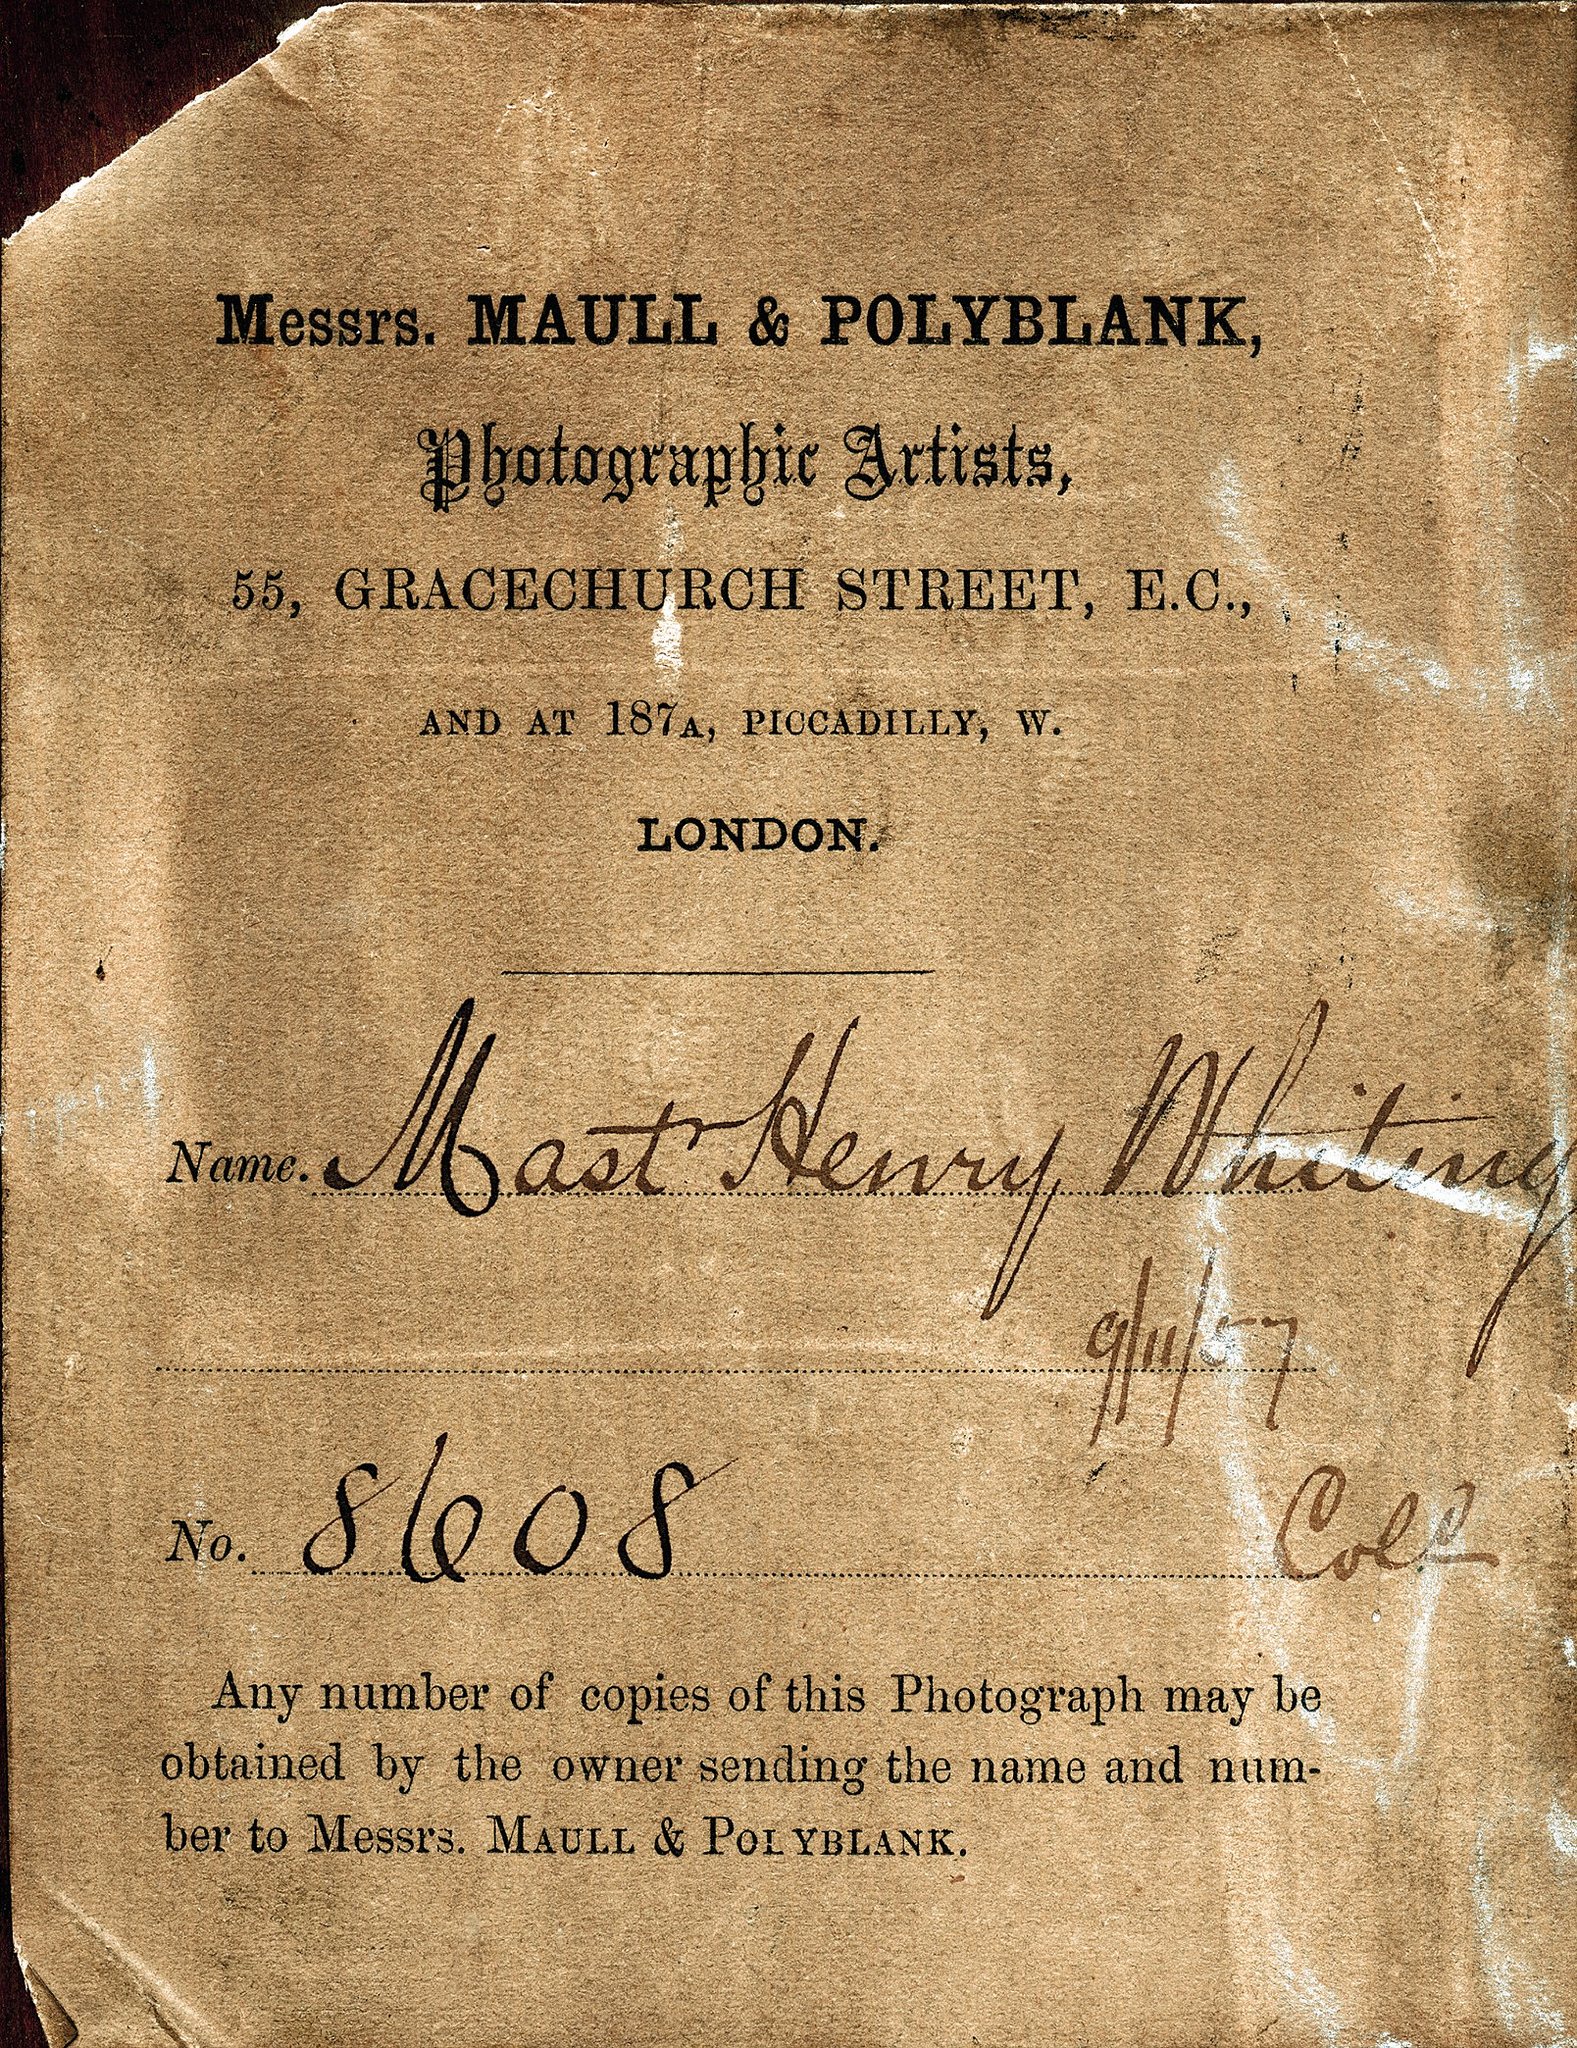 Messrs. MAULL & POLYBLANK,
Photographic Artists,
55, GRACECHURCH STREET, E.C.,
AND AT 187A, PICCADILLY, W.
LONDON.
Name. Mastr Henry Whiting
9/11/57
No. 8608 Cold
Any number of copies of this Photograph may be
obtained by the owner sending the name and num-
ber to Messrs. MAULL & POLYBLANK.